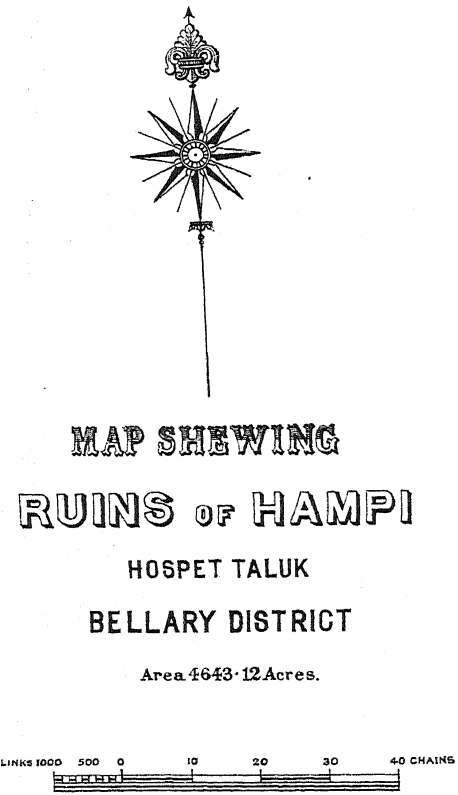 MAP SHEWING
RUINS OF HAMPI
HOSPET TALUK
BELLARY DISTRICT
Area 4643·12 Acres.
LINKS 1000 500 0 10 20 30 40 CHAINS